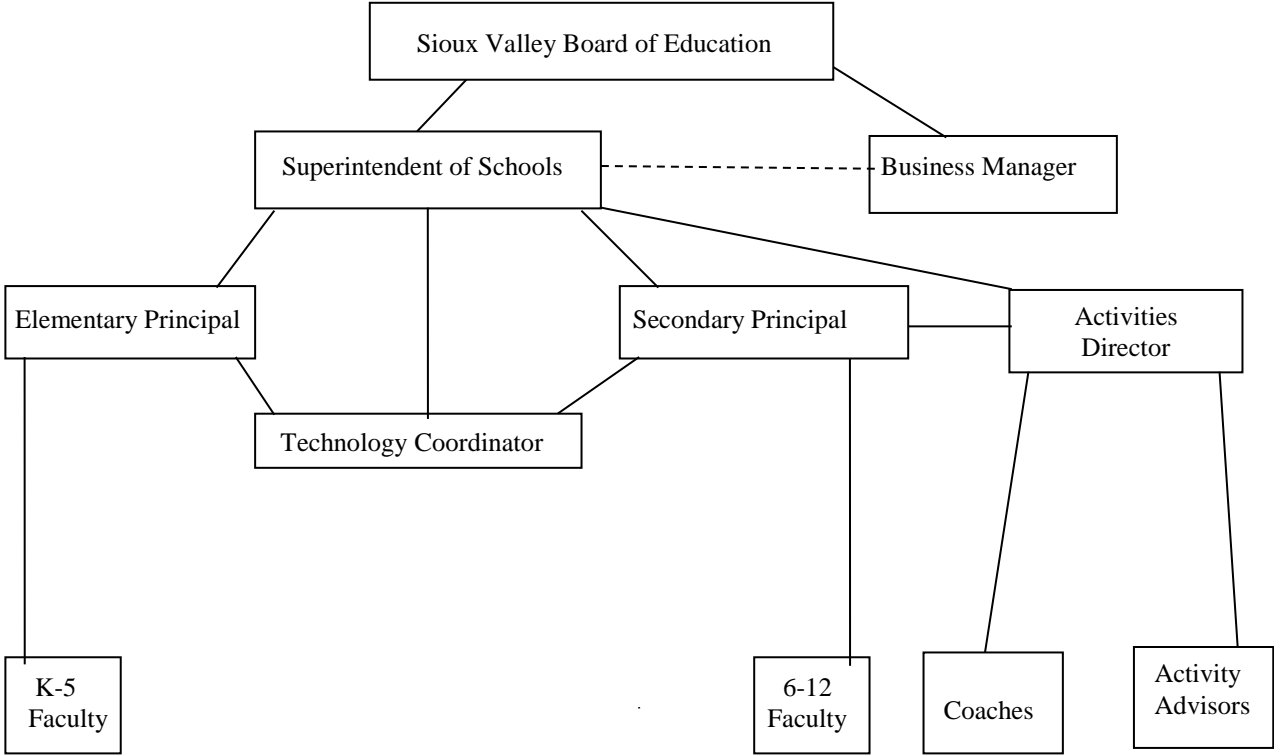 Sioux Valley Board of Education
Superintendent of Schools
Business Manager
Elementary Principal
Secondary Principal
Activities
Director
Technology Coordinator
K-5
Faculty
6-12
Faculty
Coaches
Activity
Advisors